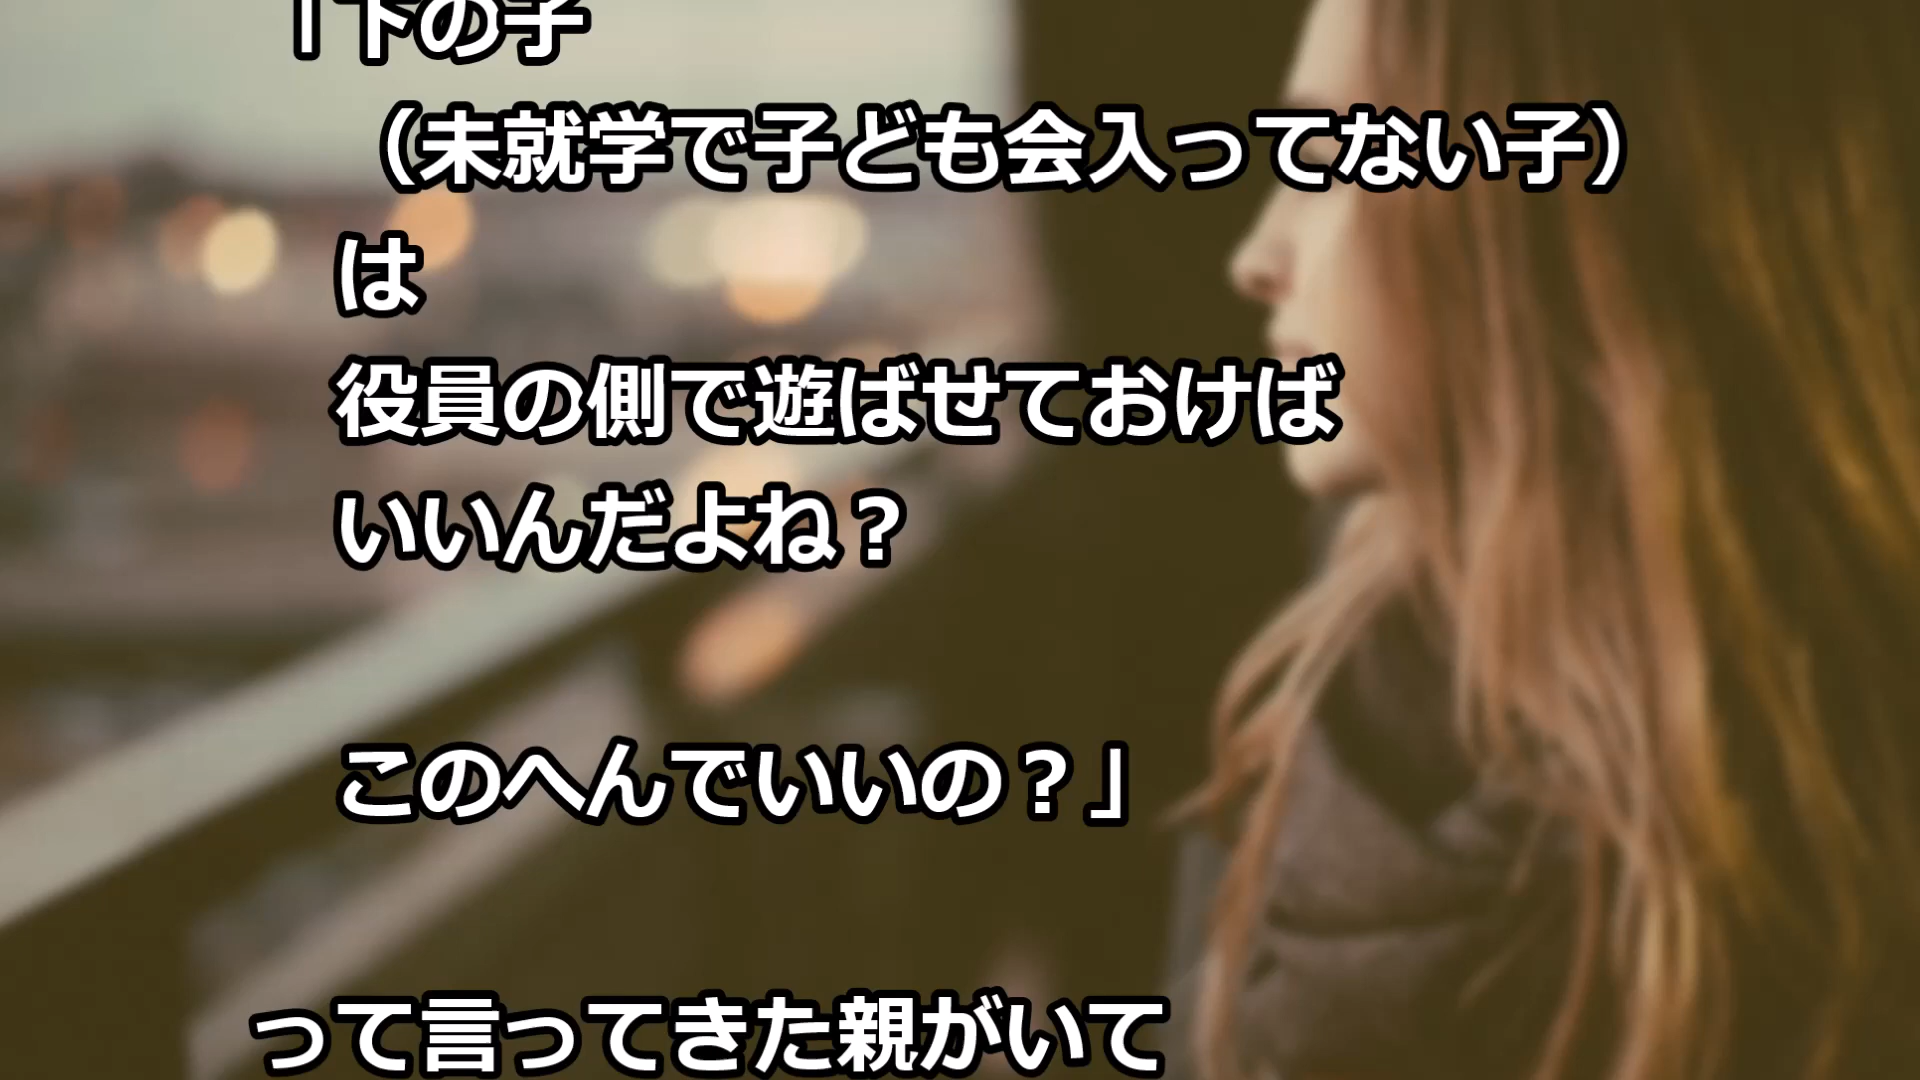 「下の子
（未就学で子ども会入ってない子）
は
役員の側で遊ばせておけば
いいんだよね？
このへんでいいの？」
って言ってきた親がいて